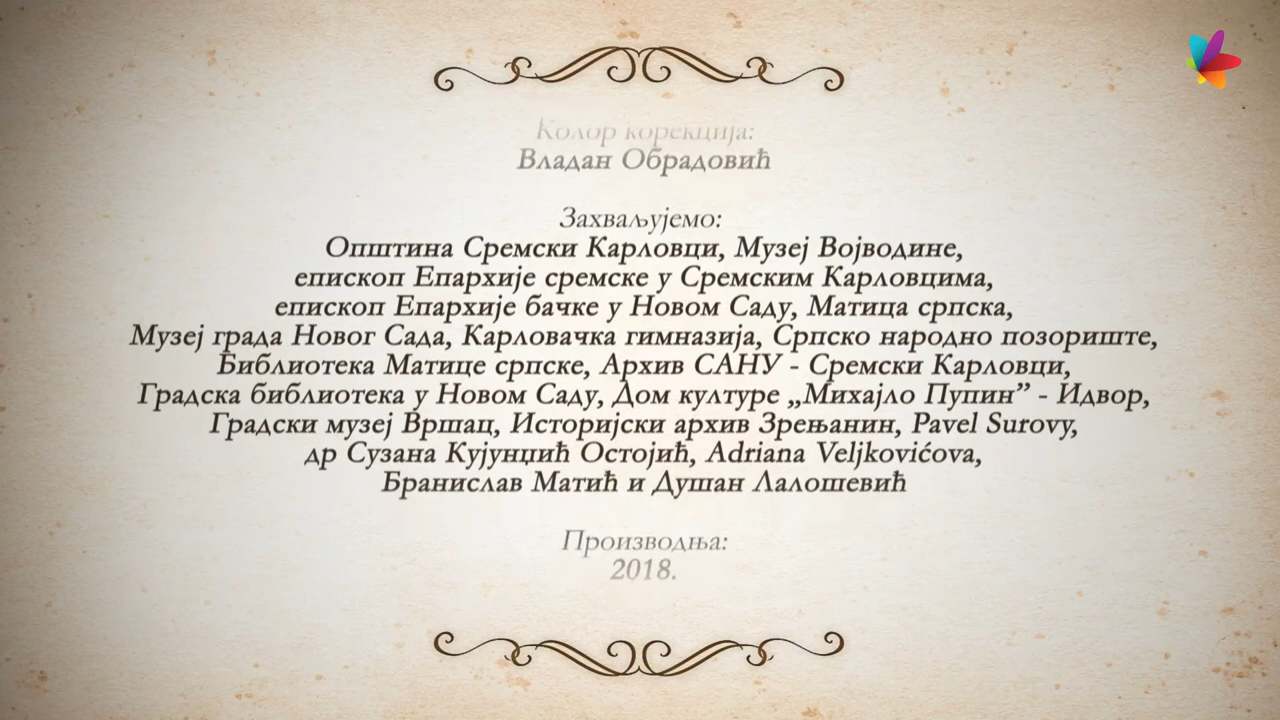 Колор корекција:
Владан Обрадовић
Захваљујемо:
Општина Сремски Карловци, Музеј Војводине,
епископ Епархије сремске у Сремским Карловцима,
епископ Епархије бачке у Новом Саду, Матица српска,
Музеј града Новог Сада, Карловачка гимназија, Српско народно позориште,
Библиотека Матице српске, Архив САНУ - Сремски Карловци,
Градска библиотека у Новом Саду, Дом културе „Михајло Пупин” - Идвор,
Градски музеј Вршац, Историјски архив Зрењанин, Pavel Surovy,
др Сузана Кујунџић Остојић, Adriana Veljkovićova,
Бранислав Матић и Душан Лалошевић
Производња:
2018.